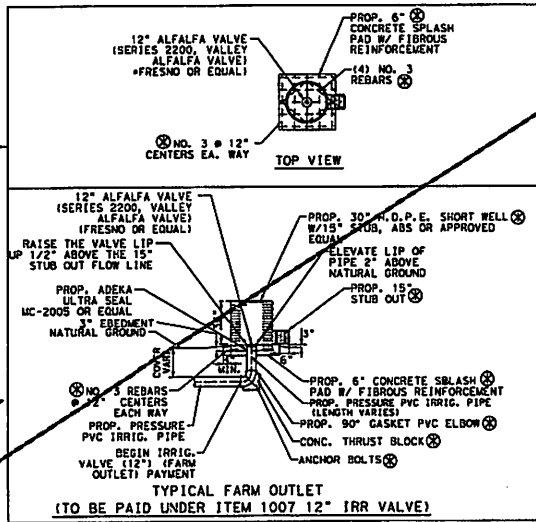 12" ALFALFA VALVE
(SERIES 2200, VALLEY
ALFALFA VALVE)
*FRESNO OR EQUAL)
PROP. 6" ⊗
CONCRETE SPLASH
PAD W/ FIBROUS
REINFORCEMENT
(4) NO. 3
REBARS ⊗
⊗ NO. 3 @ 12"
CENTERS EA. WAY
TOP VIEW
12" ALFALFA VALVE
(SERIES 2200, VALLEY
ALFALFA VALVE)
(FRESNO OR EQUAL)
RAISE THE VALVE LIP
UP 1/2" ABOVE THE 15"
STUB OUT FLOW LINE
PROP. ADEKA
ULTRA SEAL
MC-2005 OR EQUAL
3" EBEDMENT
NATURAL GROUND
COVER
VARIES
MIN.
⊗ NO. 3 REBARS
@ 12" CENTERS
EACH WAY
PROP. PRESSURE
PVC IRRIG. PIPE
BEGIN IRRIG.
VALVE (12") (FARM
OUTLET) PAYMENT
PROP. 30" H.D.P.E. SHORT WELL ⊗
W/15" STUB, ABS OR APPROVED
EQUAL
ELEVATE LIP OF
PIPE 2" ABOVE
NATURAL GROUND
PROP. 15"
STUB OUT ⊗
3"
6"
PROP. 6" CONCRETE SBLASH ⊗
PAD W/ FIBROUS REINFORCEMENT
PROP. PRESSURE PVC IRRIG. PIPE
(LENGTH VARIES)
PROP. 90° GASKET PVC ELBOW ⊗
CONC. THRUST BLOCK ⊗
ANCHOR BOLTS ⊗
TYPICAL FARM OUTLET
(TO BE PAID UNDER ITEM 1007 12" IRR VALVE)